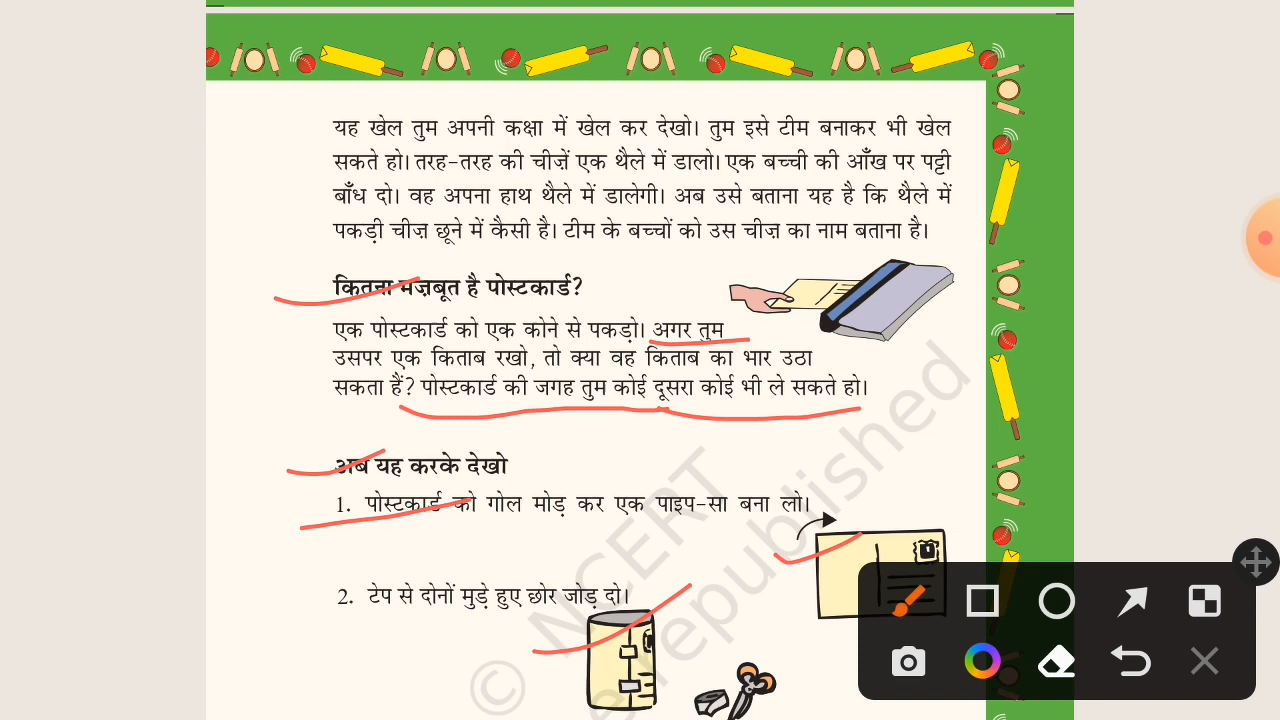 यह खेल तुम अपनी कक्षा में खेल कर देखो। तुम इसे टीम बनाकर भी खेल
सकते हो। तरह-तरह की चीज़ें एक थैले में डालो। एक बच्ची की आँख पर पट्टी
बाँध दो। वह अपना हाथ थैले में डालेगी। अब उसे बताना यह है कि थैले में
पकड़ी चीज़ छूने में कैसी है। टीम के बच्चों को उस चीज़ का नाम बताना है।
कितना मज़बूत है पोस्टकार्ड?
एक पोस्टकार्ड को एक कोने से पकड़ो। अगर तुम
उसपर एक किताब रखो, तो क्या वह किताब का भार उठा
सकता हैं? पोस्टकार्ड की जगह तुम कोई दूसरा कोई भी ले सकते हो।
अब यह करके देखो
1. पोस्टकार्ड को गोल मोड़ कर एक पाइप-सा बना लो।
2. टेप से दोनों मुड़े हुए छोर जोड़ दो।
© NCERT
republished